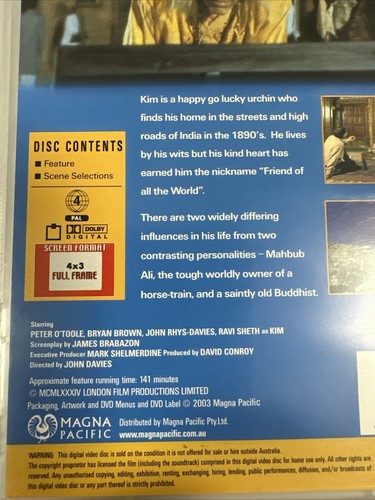 Kim is a happy go lucky urchin who
finds his home in the streets and high
roads of India in the 1890's. He lives
by his wits but his kind heart has
earned him the nickname "Friend of
all the World".
There are two widely differing
influences in his life from two
contrasting personalities – Mahbub
Ali, the tough worldly owner of a
horse-train, and a saintly old Buddhist.
DISC CONTENTS
■ Feature
■ Scene Selections
4
PAL
DOLBY
DIGITAL
SCREEN FORMAT
4x3
FULL FRAME
Starring
PETER O'TOOLE, BRYAN BROWN, JOHN RHYS-DAVIES, RAVI SHETH as KIM
Screenplay by JAMES BRABAZON
Executive Producer MARK SHELMERDINE Produced by DAVID CONROY
Directed by JOHN DAVIES
Approximate feature running time: 141 minutes
© MCMLXXXIV LONDON FILM PRODUCTIONS LIMITED
Packaging, Artwork and DVD Menus and DVD Label © 2003 Magna Pacific
MAGNA
PACIFIC
Distributed by Magna Pacific Pty.Ltd.
www.magnapacific.com.au
WARNING: This digital video disc is sold on the condition it is not offered for sale or hire outside Australia.
The copyright proprietor has licensed the film (including the soundtrack) comprised in this digital video disc for home use only. All other rights are
reserved. Any unauthorised copying, editing, exhibition, renting, exchanging, hiring, lending, public performances, diffusion, and/or broadcasts of
this digital video disc or any part thereof is strictly prohibited.